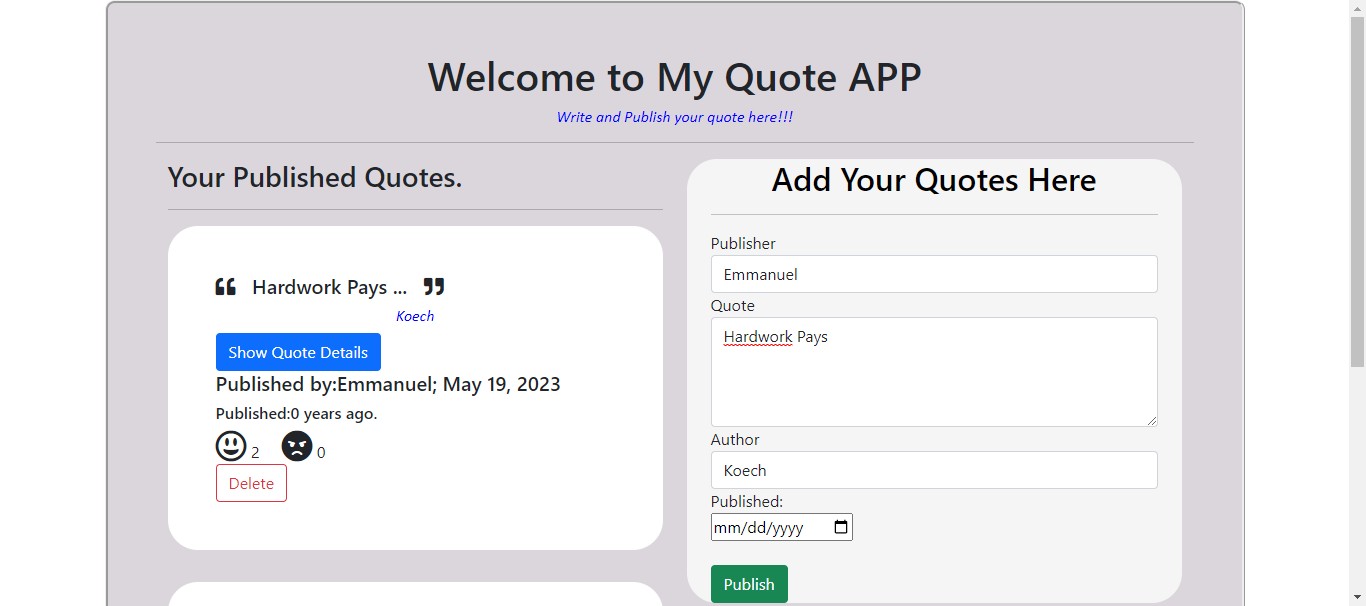 Welcome to My Quote APP
Write and Publish your quote here!!!
Your Published Quotes.
“ Hardwork Pays ... ”
Koech
Show Quote Details
Published by:Emmanuel; May 19, 2023
Published:0 years ago.
2 0
Delete
Add Your Quotes Here
Publisher
Emmanuel
Quote
Hardwork Pays
Author
Koech
Published:
mm/dd/yyyy
Publish